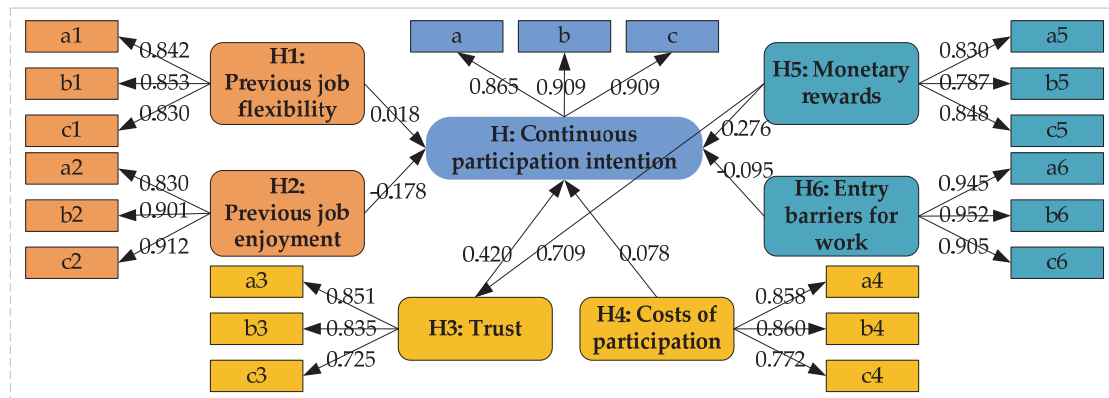 a1
b1
c1
a2
b2
c2
0.842
0.853
0.830
0.830
0.901
0.912
H1:
Previous job
flexibility
H2:
Previous job
enjoyment
0.018
-0.178
a
b
c
0.865
0.909
0.909
H: Continuous
participation intention
0.276
-0.095
H5: Monetary
rewards
H6: Entry
barriers for
work
0.830
0.787
0.848
0.945
0.952
0.905
a5
b5
c5
a6
b6
c6
0.420
0.709
0.078
a3
b3
c3
0.851
0.835
0.725
H3: Trust
H4: Costs of
participation
0.858
0.860
0.772
a4
b4
c4